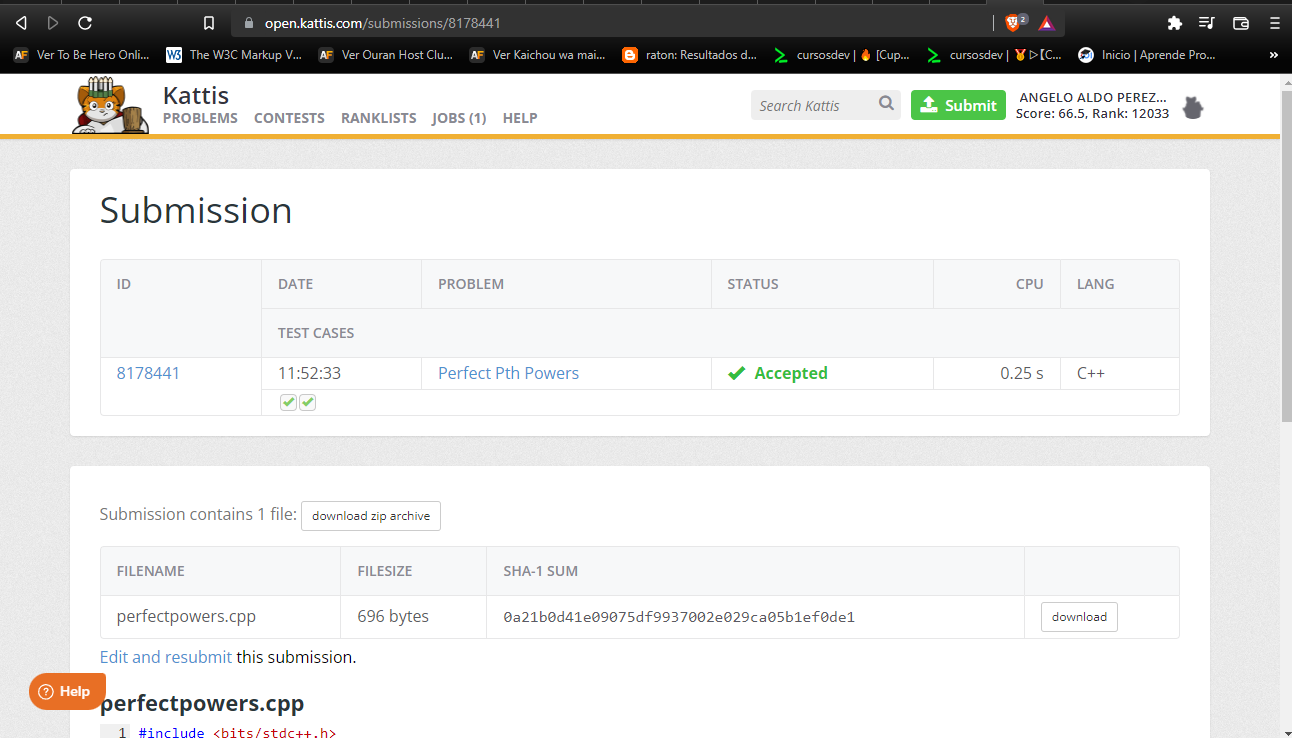 open.kattis.com/submissions/8178441
2
AF Ver To Be Hero Onli...
W3 The W3C Markup V...
AF Ver Ouran Host Clu...
AF Ver Kaichou wa mai...
raton: Resultados d...
cursosdev | 🔥 [Cup...
cursosdev | 🥇▷【C...
Inicio | Aprende Pro...
»
Kattis
PROBLEMS CONTESTS RANKLISTS JOBS (1) HELP
Search Kattis
Submit
ANGELO ALDO PEREZ...
Score: 66.5, Rank: 12033
Submission
ID DATE PROBLEM STATUS CPU LANG
TEST CASES
8178441 11:52:33 Perfect Pth Powers Accepted 0.25 s C++
Submission contains 1 file: download zip archive
FILENAME FILESIZE SHA-1 SUM
perfectpowers.cpp 696 bytes 0a21b0d41e09075df9937002e029ca05b1ef0de1 download
Edit and resubmit this submission.
? Help
perfectpowers.cpp
1 #include <bits/stdc++.h>